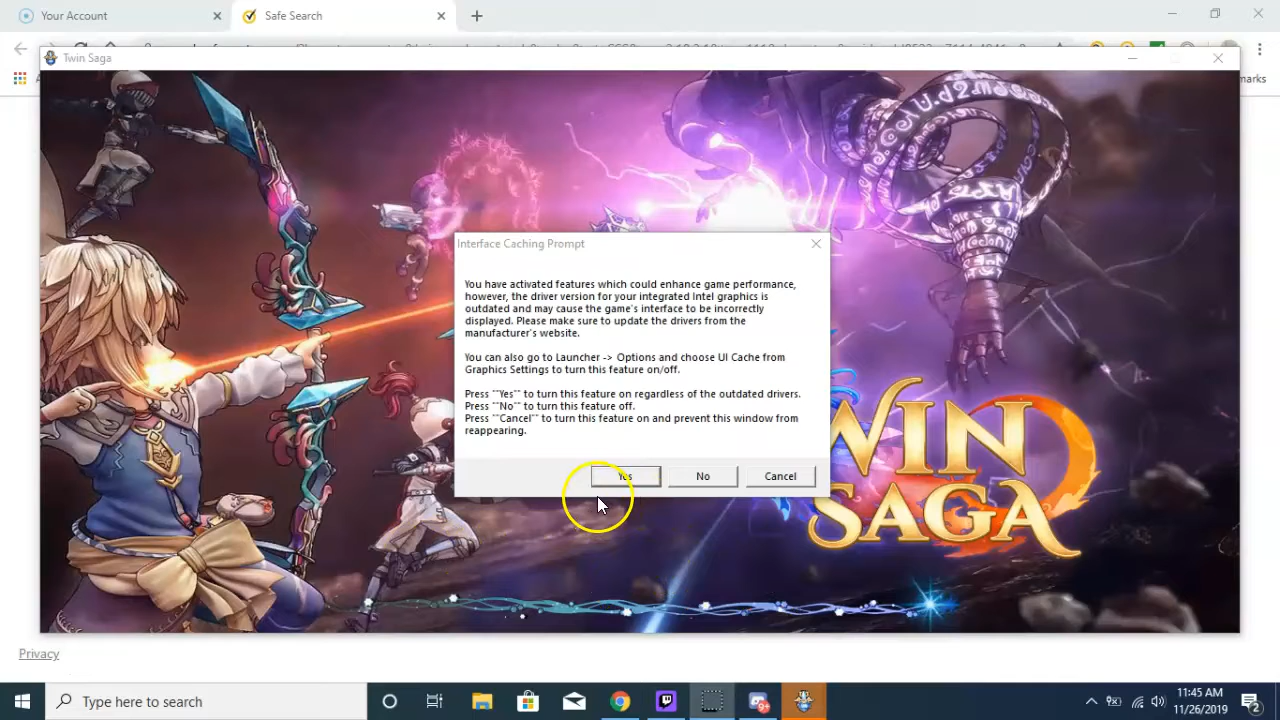 Your Account
Safe Search
Twin Saga
marks
Interface Caching Prompt
You have activated features which could enhance game performance,
however, the driver version for your integrated Intel graphics is
outdated and may cause the game's interface to be incorrectly
displayed. Please make sure to update the drivers from the
manufacturer's website.
You can also go to Launcher -> Options and choose UI Cache from
Graphics Settings to turn this feature on/off.
Press ""Yes"" to turn this feature on regardless of the outdated drivers.
Press ""No"" to turn this feature off.
Press ""Cancel"" to turn this feature on and prevent this window from
reappearing.
Yes
No
Cancel
WIN
SAGA
Privacy
Type here to search
9+
11:45 AM
11/26/2019
2